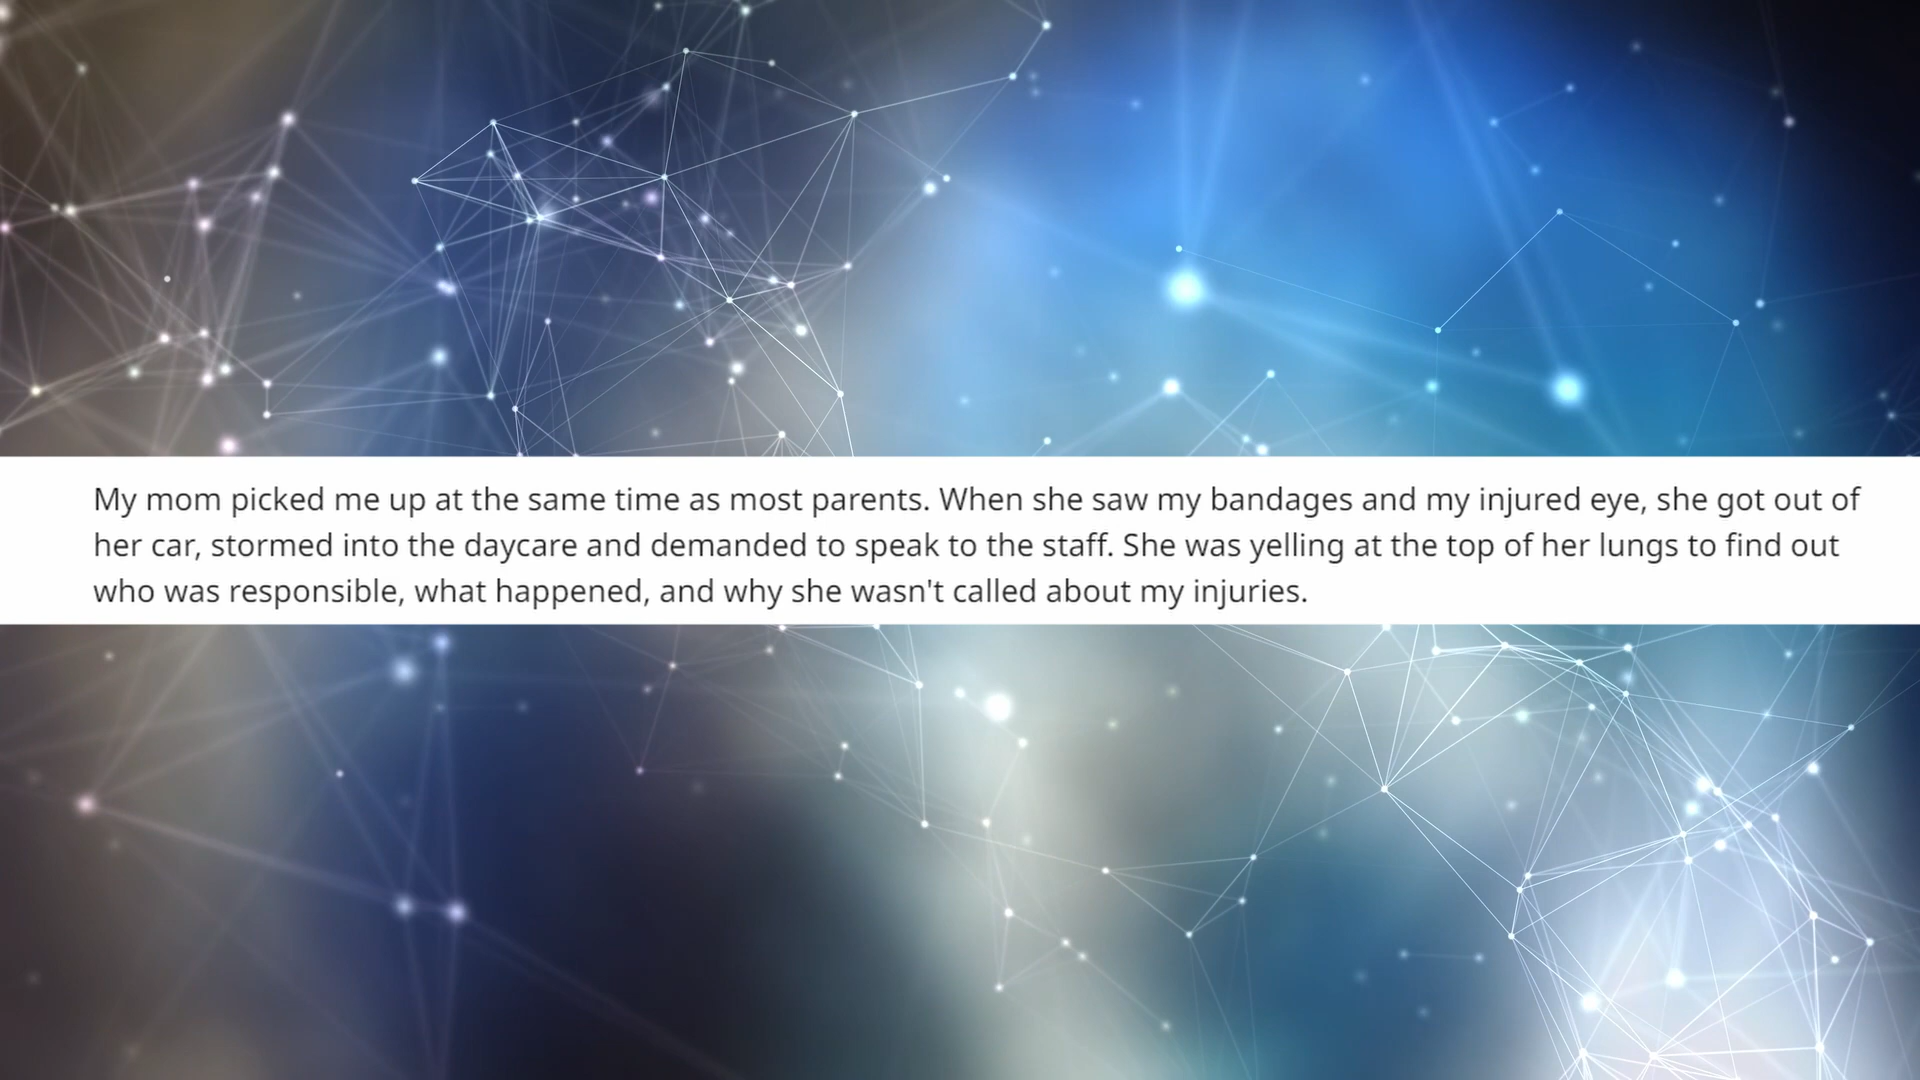 My mom picked me up at the same time as most parents. When she saw my bandages and my injured eye, she got out of
her car, stormed into the daycare and demanded to speak to the staff. She was yelling at the top of her lungs to find out
who was responsible, what happened, and why she wasn't called about my injuries.